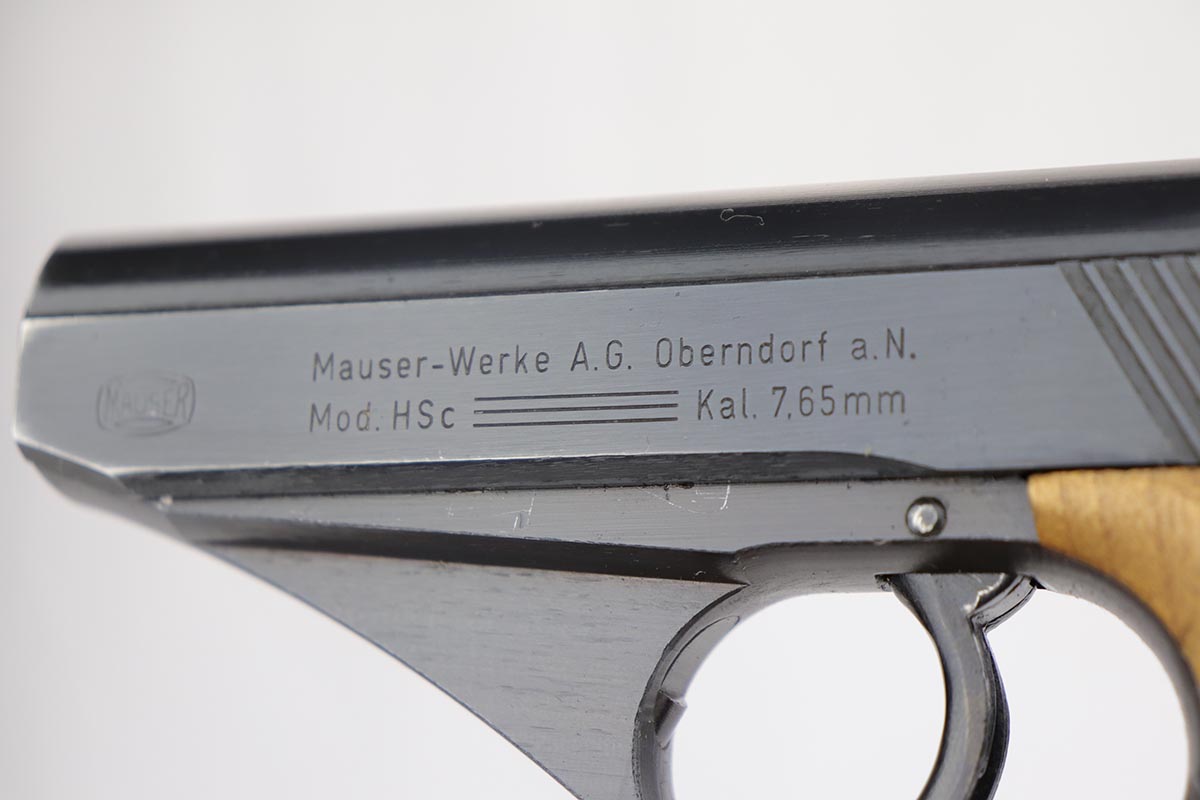 MAUSER
Mauser-Werke A.G. Oberndorf a.N.
Mod. HSc Kal. 7,65mm